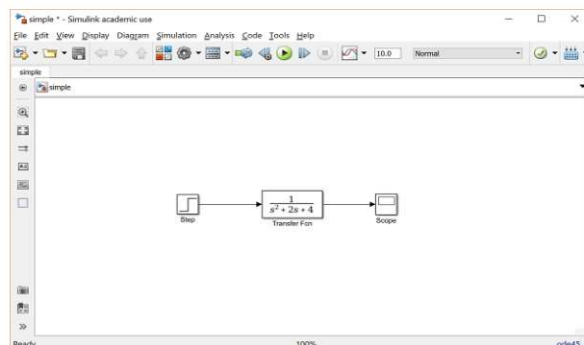 simple * - Simulink academic use
File Edit View Display Diagram Simulation Analysis Code Tools Help
10.0 Normal
simple
simple
1
s² + 2s + 4
Step
Transfer Fcn
Scope
Ready 100% ode45